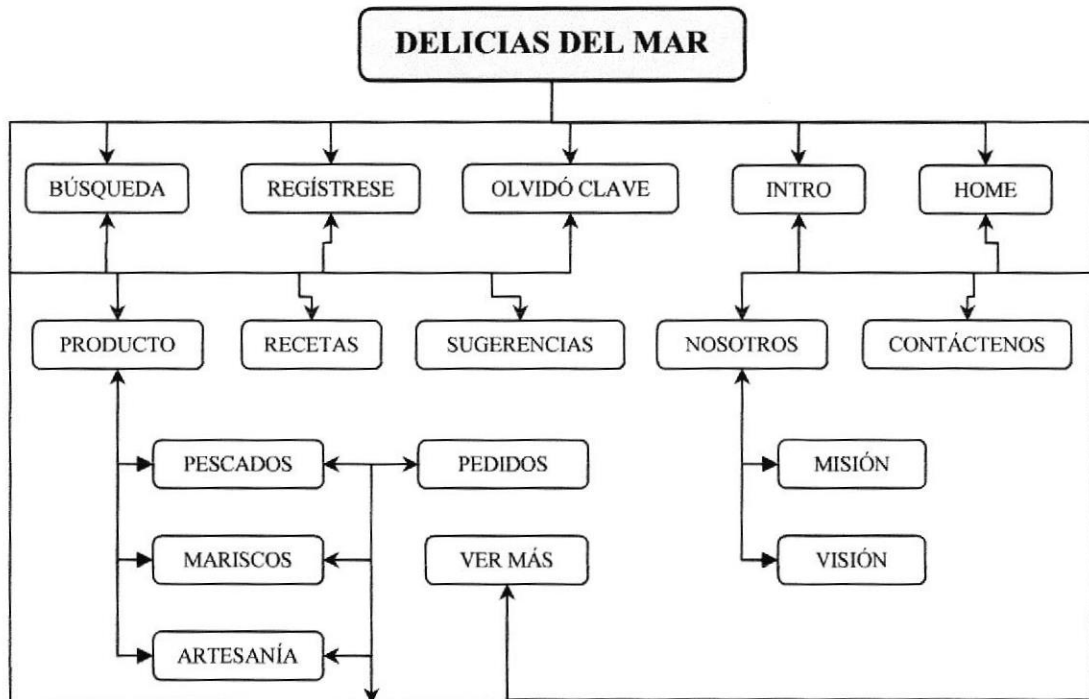 DELICIAS DEL MAR
BÚSQUEDA
REGÍSTRESE
OLVIDÓ CLAVE
INTRO
HOME
PRODUCTO
RECETAS
SUGERENCIAS
NOSOTROS
CONTÁCTENOS
PESCADOS
PEDIDOS
MISIÓN
MARISCOS
VER MÁS
VISIÓN
ARTESANÍA